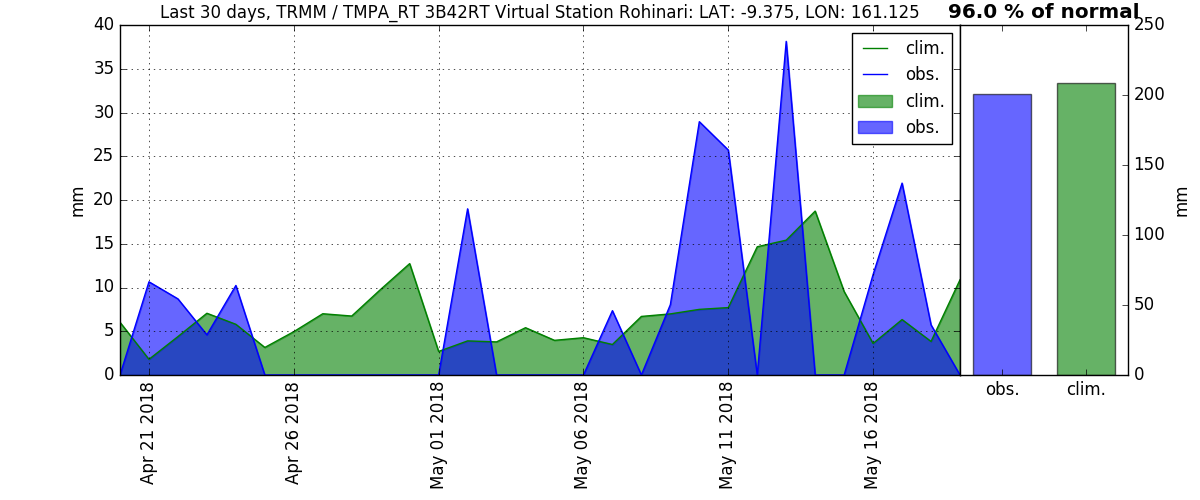 Last 30 days, TRMM / TMPA_RT 3B42RT Virtual Station Rohinari: LAT: -9.375, LON: 161.125
96.0 % of normal
40
35
30
25
20
15
10
5
0
mm
clim.
obs.
clim.
obs.
Apr 21 2018
Apr 26 2018
May 01 2018
May 06 2018
May 11 2018
May 16 2018
250
200
150
100
50
0
mm
obs.
clim.